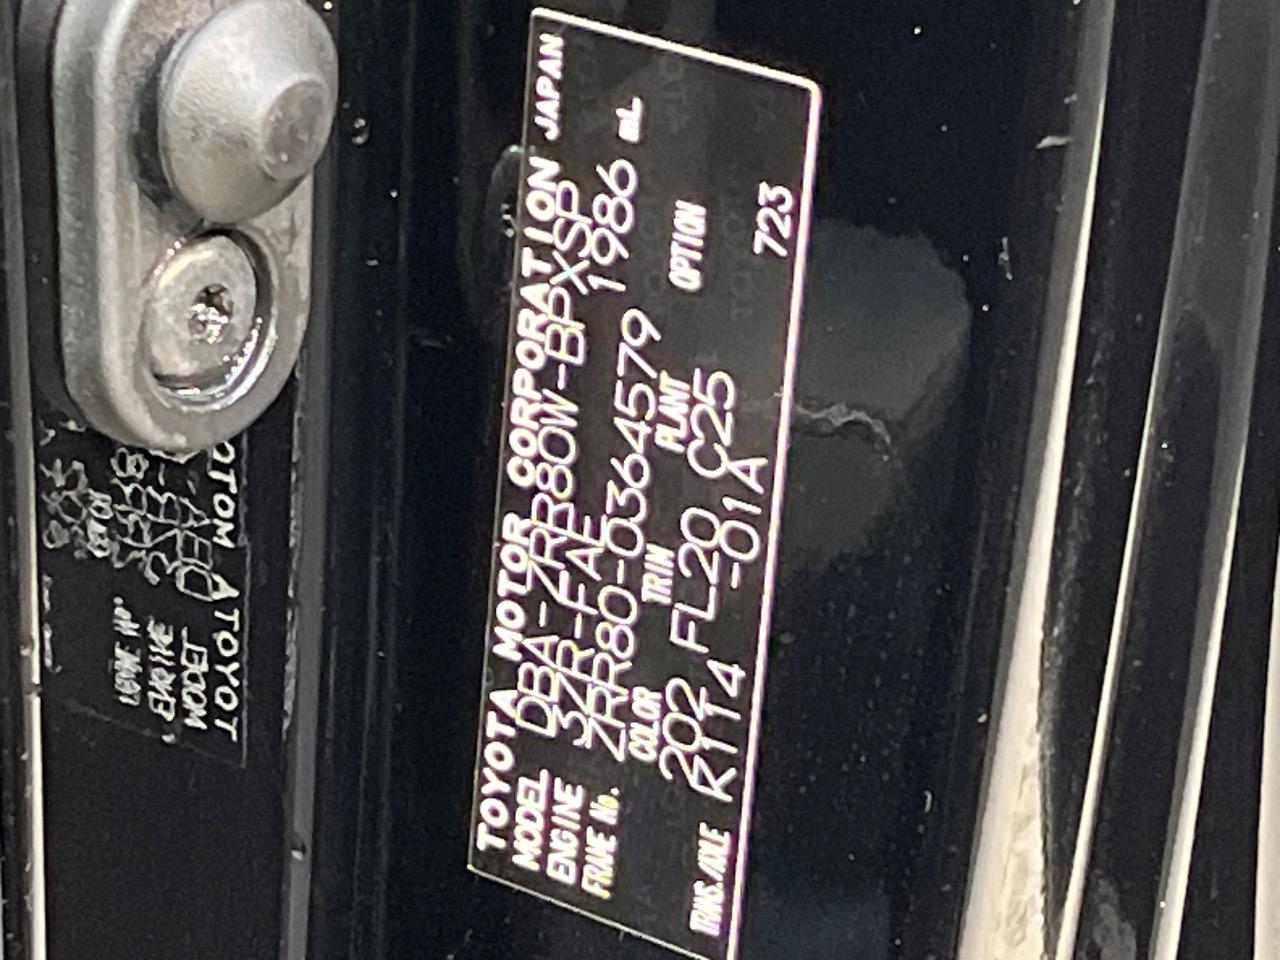 TOYOTA MOTOR CORPORATION JAPAN
MODEL DBA-ZRR80W-BPXSP
ENGINE 3ZR-FAE 1986 mL
FRAME No. ZRR80-0364579
COLOR TRIM PLANT OPTION
202 FL20 C25
TRANS./AXLE R114 -01A 723